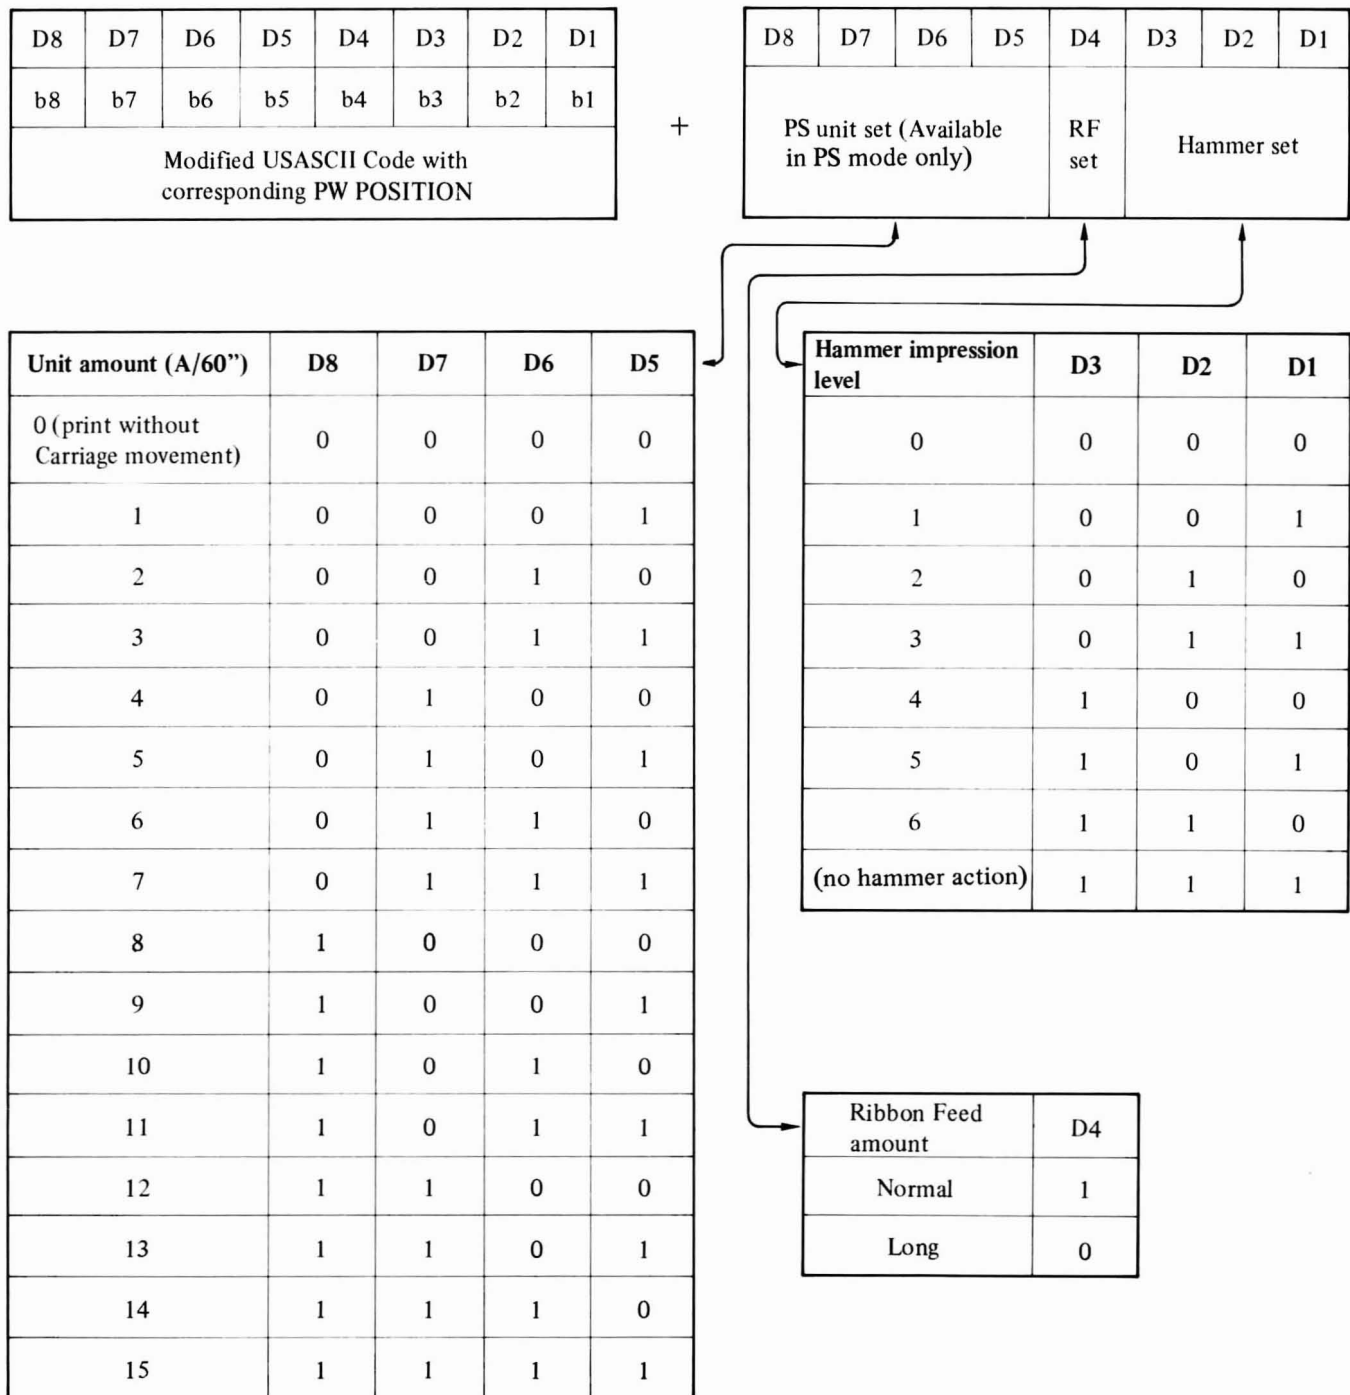 D8 D7 D6 D5 D4 D3 D2 D1
b8 b7 b6 b5 b4 b3 b2 b1
Modified USASCII Code with
corresponding PW POSITION
+
D8 D7 D6 D5 D4 D3 D2 D1
PS unit set (Available
in PS mode only)
RF
set
Hammer set
Unit amount (A/60”) D8 D7 D6 D5
0 (print without
Carriage movement) 0 0 0 0
1 0 0 0 1
2 0 0 1 0
3 0 0 1 1
4 0 1 0 0
5 0 1 0 1
6 0 1 1 0
7 0 1 1 1
8 1 0 0 0
9 1 0 0 1
10 1 0 1 0
11 1 0 1 1
12 1 1 0 0
13 1 1 0 1
14 1 1 1 0
15 1 1 1 1
Hammer impression
level D3 D2 D1
0 0 0 0
1 0 0 1
2 0 1 0
3 0 1 1
4 1 0 0
5 1 0 1
6 1 1 0
(no hammer action) 1 1 1
Ribbon Feed
amount D4
Normal 1
Long 0